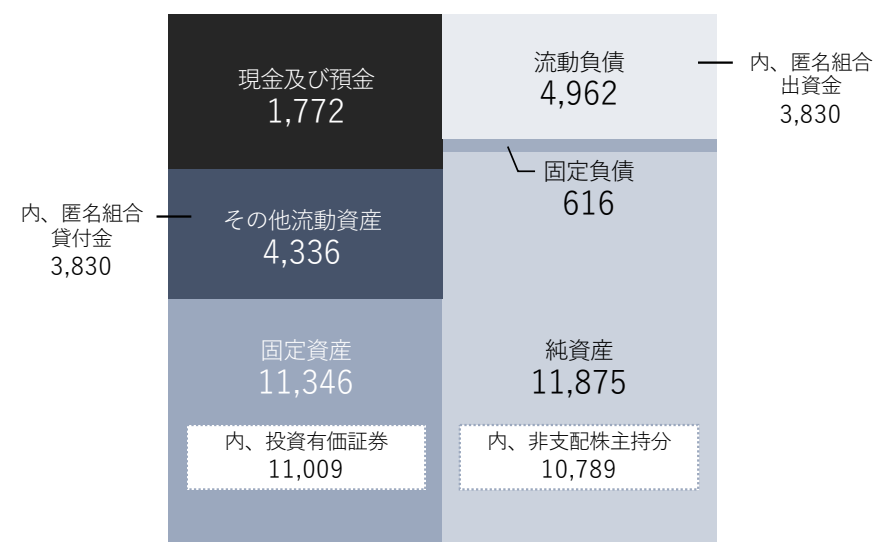 現金及び預金
1,772
内、匿名組合
貸付金
3,830
その他流動資産
4,336
固定資産
11,346
内、投資有価証券
11,009
流動負債
4,962
内、匿名組合
出資金
3,830
固定負債
616
純資産
11,875
内、非支配株主持分
10,789